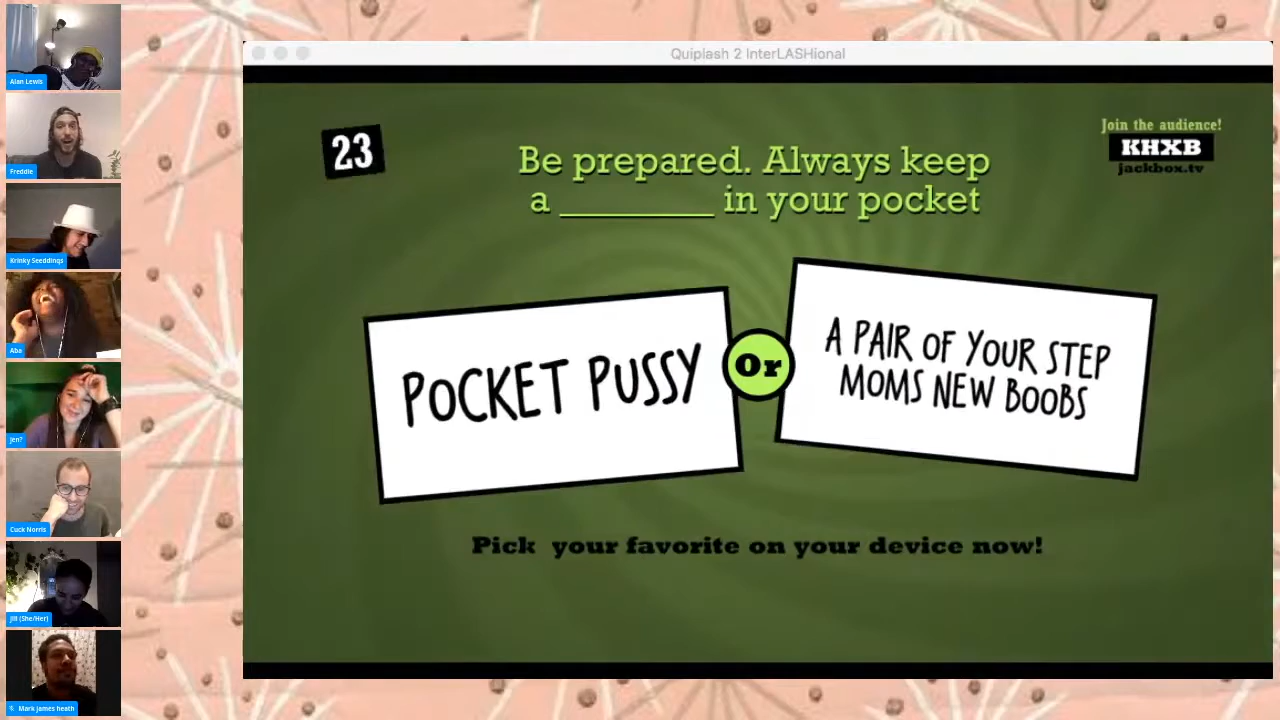 Alan Lewis
Freddie
Krinky Seeddings
Aba
Jen?
Cuck Norris
Jill (She/Her)
Mark james heath
Quiplash 2 InterLASHional
23
Be prepared. Always keep
a ________ in your pocket
Join the audience!
KHXB
jackbox.tv
POCKET PUSSY
Or
A PAIR OF YOUR STEP
MOMS NEW BOOBS
Pick your favorite on your device now!